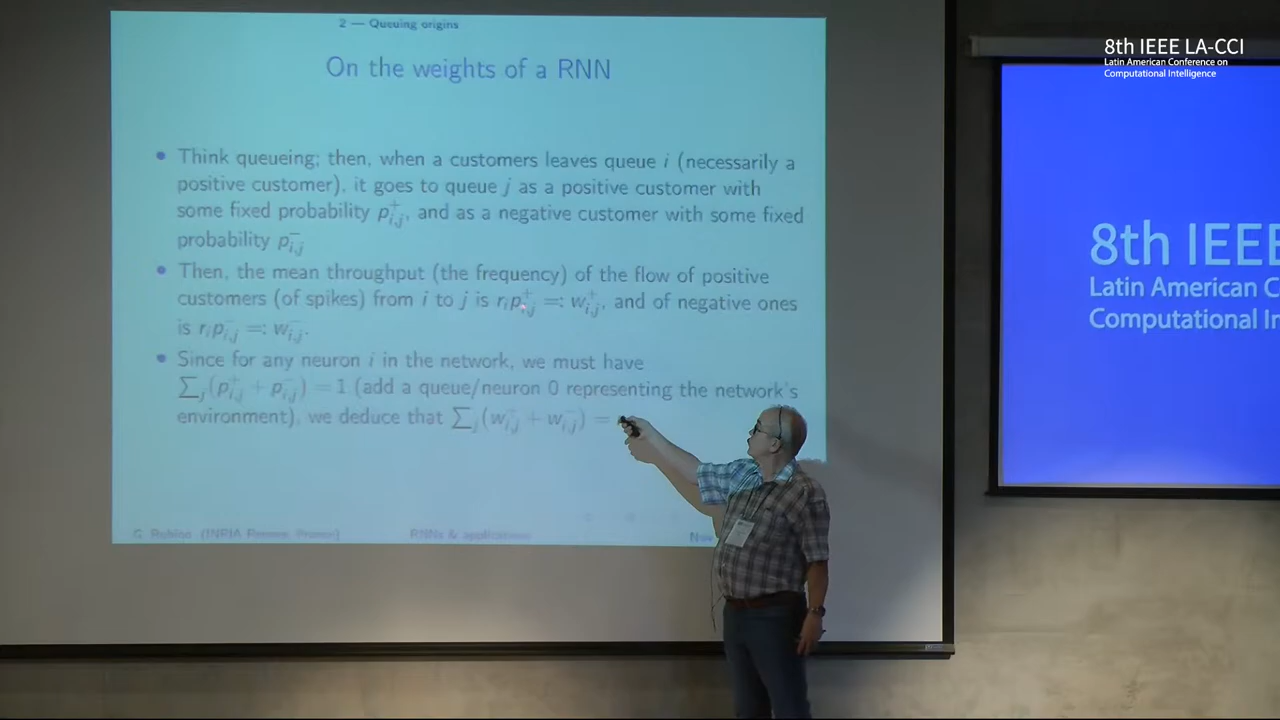 2 — Queuing origins
On the weights of a RNN
• Think queueing; then, when a customers leaves queue i (necessarily a
positive customer), it goes to queue j as a positive customer with
some fixed probability p⁺ᵢ,ⱼ, and as a negative customer with some fixed
probability p⁻ᵢ,ⱼ
• Then, the mean throughput (the frequency) of the flow of positive
customers (of spikes) from i to j is rᵢp⁺ᵢ,ⱼ =: w⁺ᵢ,ⱼ, and of negative ones
is rᵢp⁻ᵢ,ⱼ =: w⁻ᵢ,ⱼ.
• Since for any neuron i in the network, we must have
∑ⱼ(p⁺ᵢ,ⱼ + p⁻ᵢ,ⱼ) = 1 (add a queue/neuron 0 representing the network's
environment), we deduce that ∑ⱼ(w⁺ᵢ,ⱼ + w⁻ᵢ,ⱼ) =
G. Rubino (INRIA Rennes, France) RNNs & applications Nov
8th IEEE LA-CCI
Latin American Conference on
Computational Intelligence
8th IEEE
Latin American C
Computational In